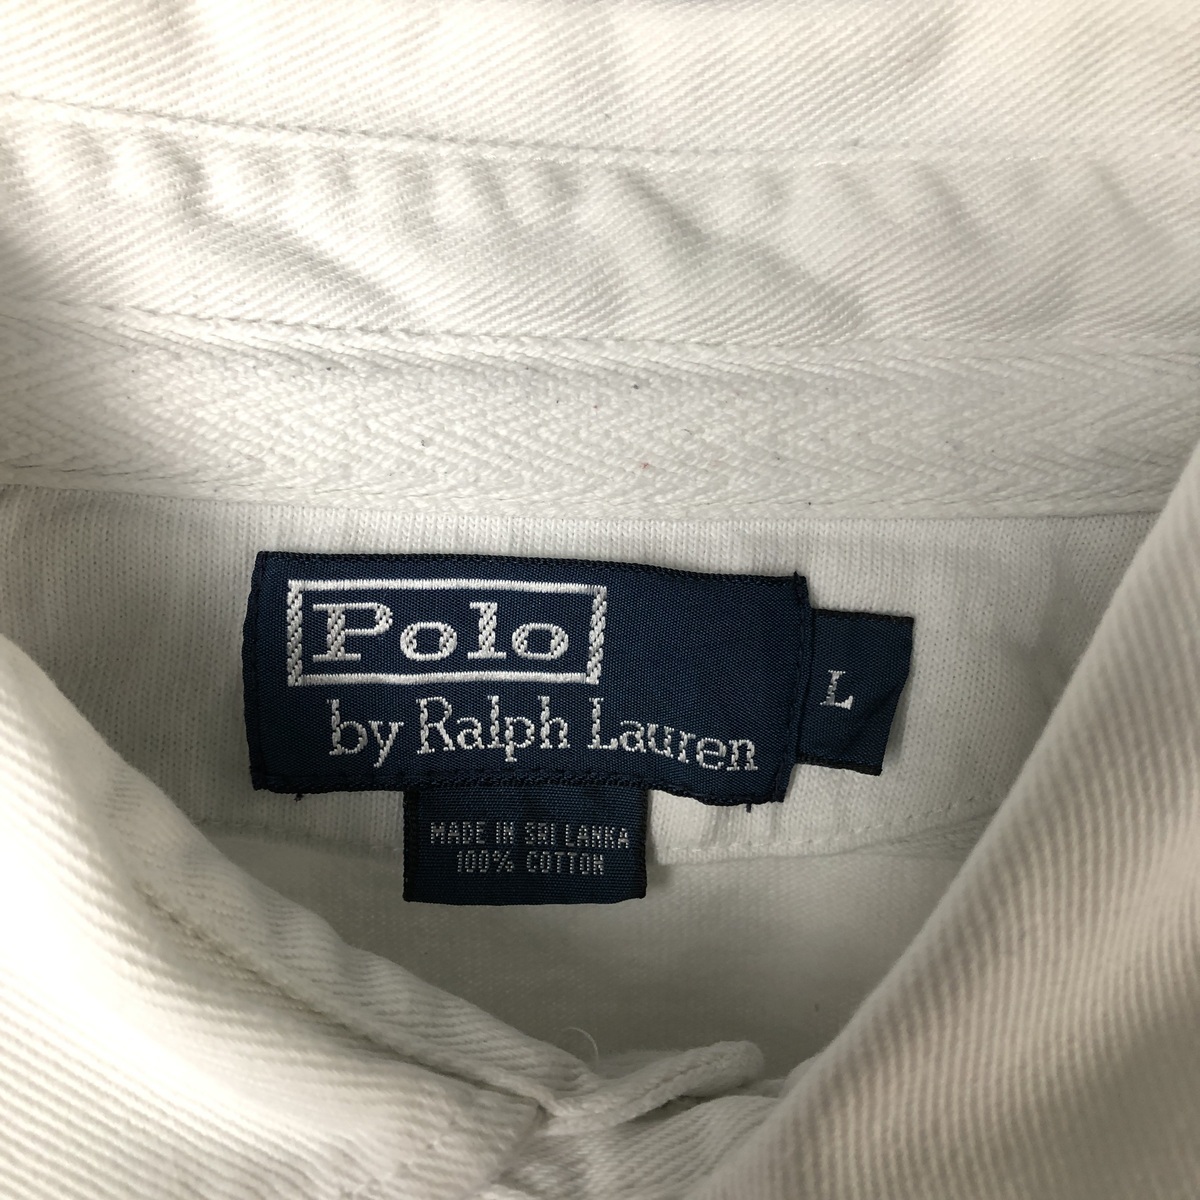 Polo
by Ralph Lauren
L
MADE IN SRI LANKA
100% COTTON